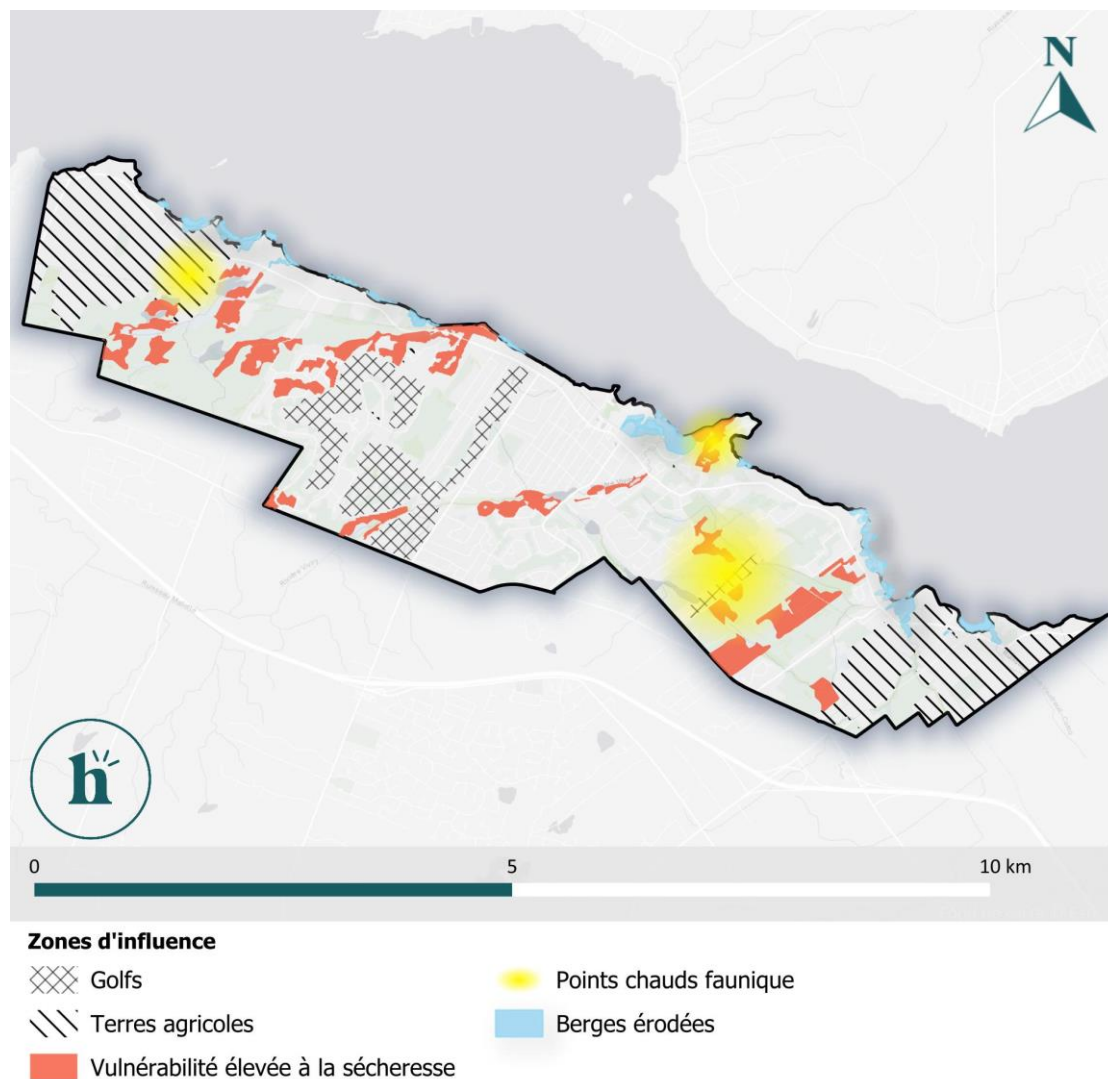 N
h
0 5 10 km
Zones d'influence
Golfs
Points chauds faunique
Terres agricoles
Berges érodées
Vulnérabilité élevée à la sécheresse